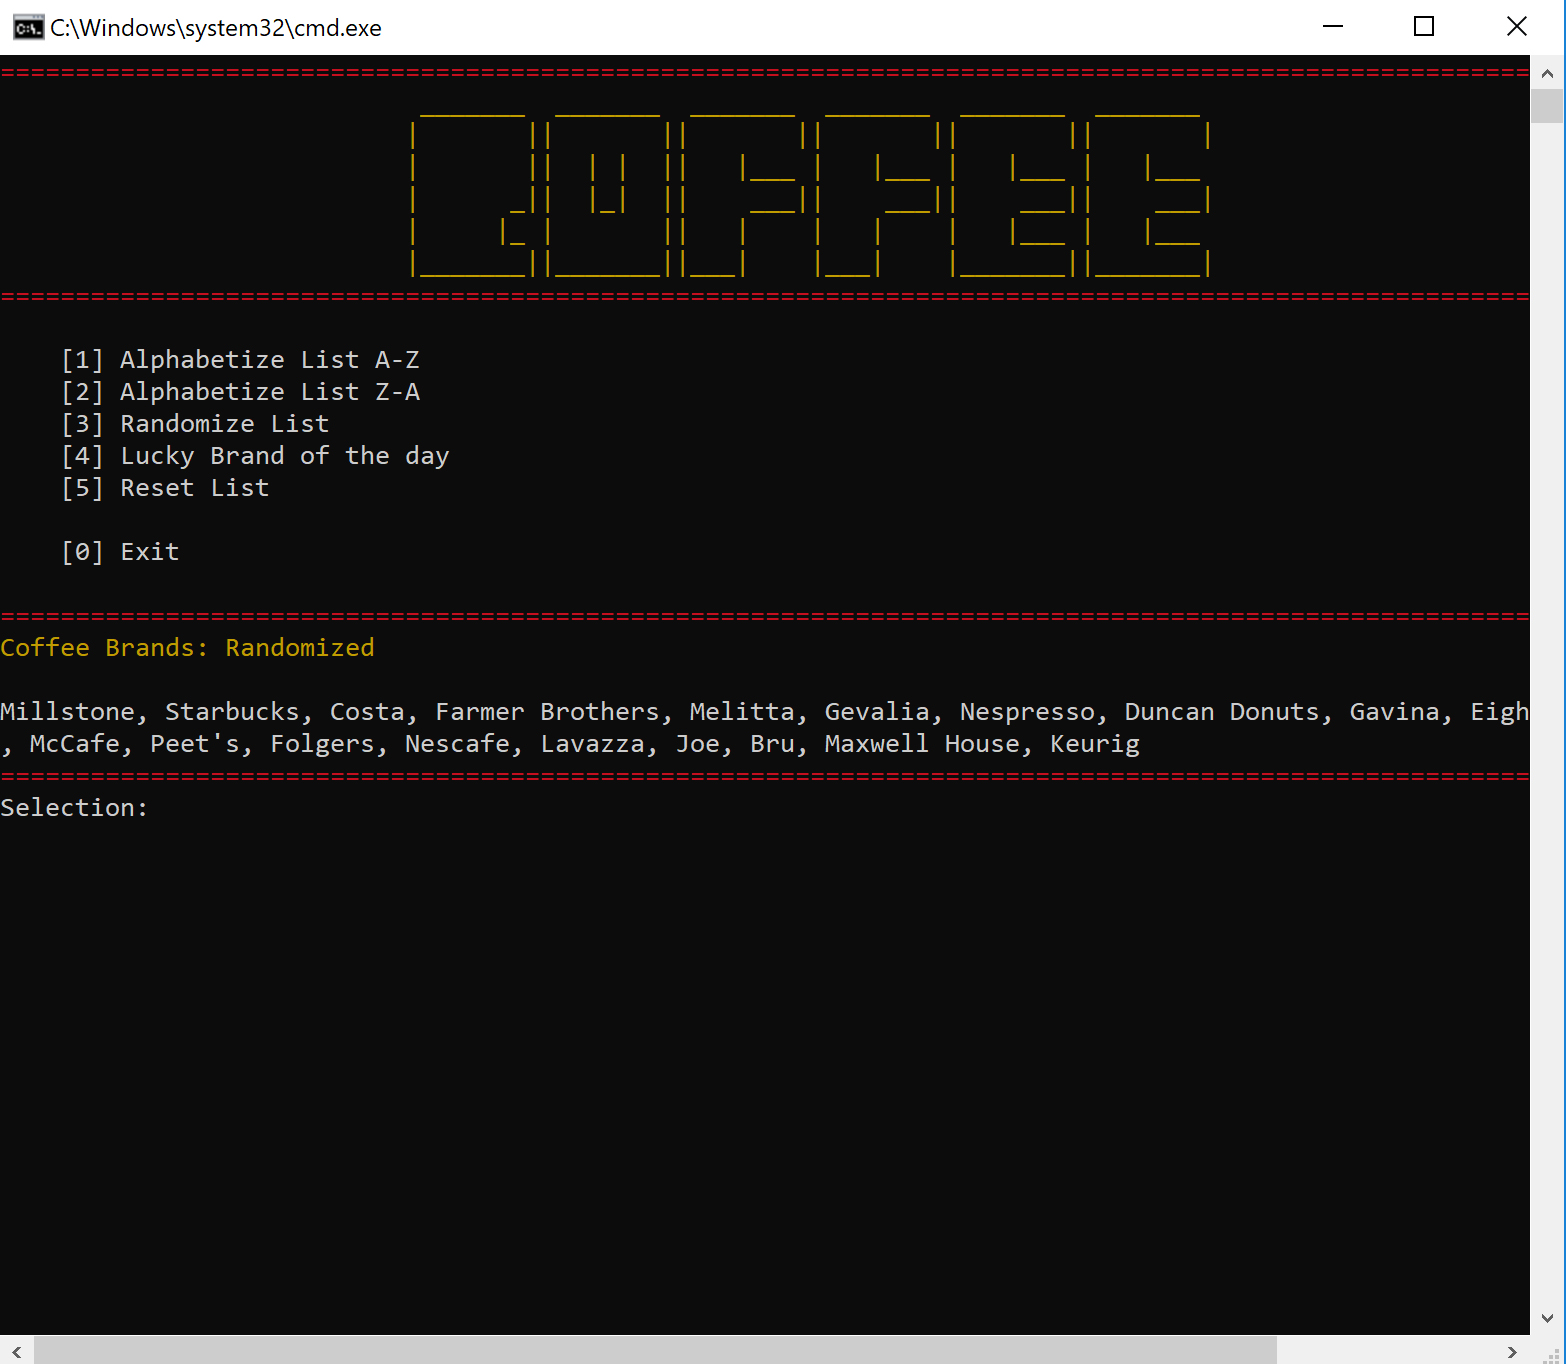 C:\Windows\system32\cmd.exe
COFFEE
[1] Alphabetize List A-Z
[2] Alphabetize List Z-A
[3] Randomize List
[4] Lucky Brand of the day
[5] Reset List
[0] Exit
Coffee Brands: Randomized
Millstone, Starbucks, Costa, Farmer Brothers, Melitta, Gevalia, Nespresso, Duncan Donuts, Gavina, Eigh
, McCafe, Peet's, Folgers, Nescafe, Lavazza, Joe, Bru, Maxwell House, Keurig
Selection: